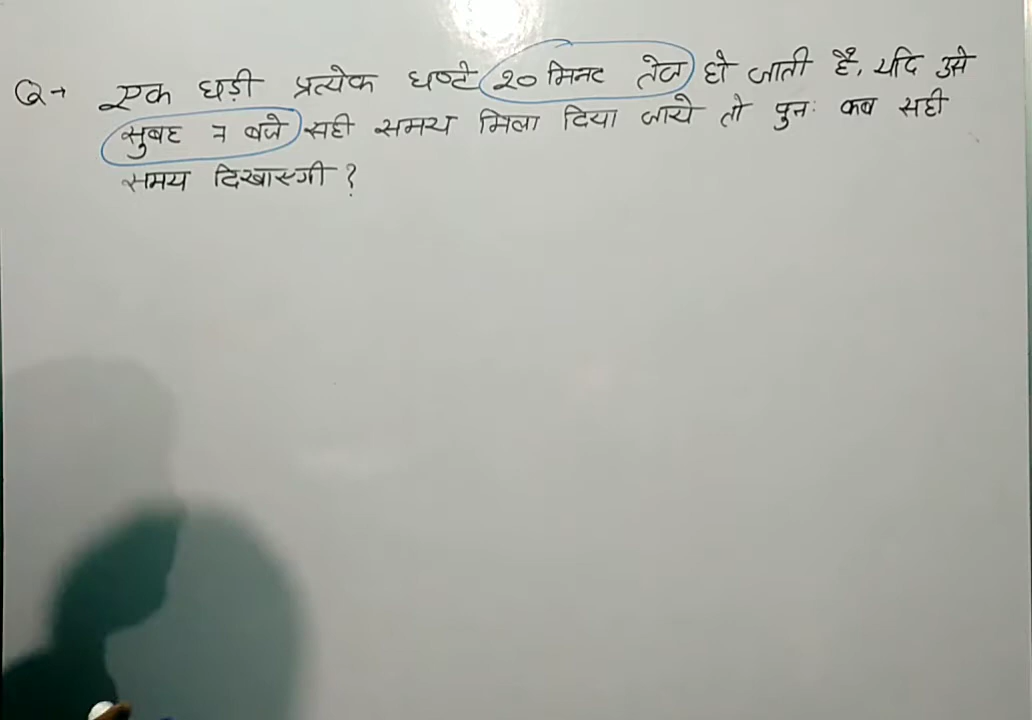 Q→ एक घड़ी प्रत्येक घण्टे 20 मिनट तेज हो जाती है, यदि उसे
सुबह 7 बजे सही समय मिला दिया जाये तो पुनः कब सही
समय दिखाएगी ?